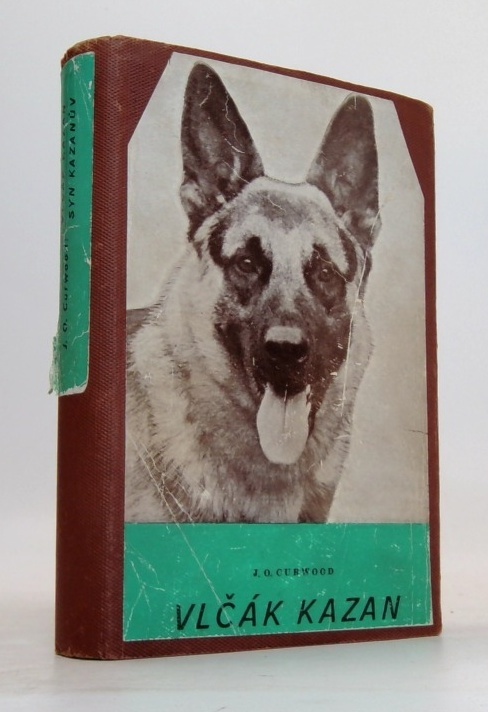 J. O. CURWOOD
VLČÁK KAZAN
J. O. Curwood
SYN KAZANŮV